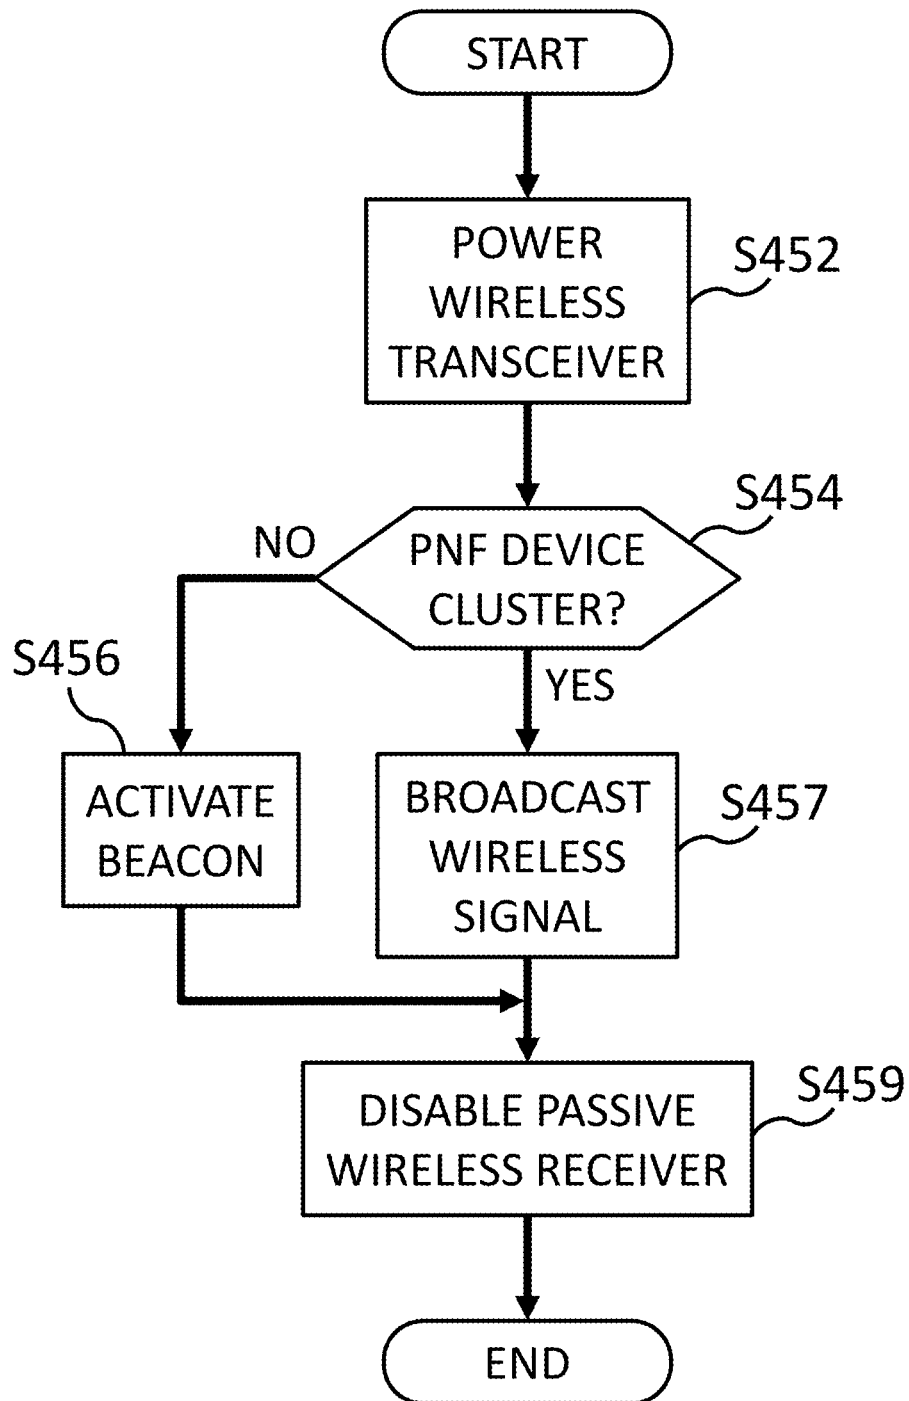 START
POWER
WIRELESS
TRANSCEIVER
S452
PNF DEVICE
CLUSTER?
S454
NO
YES
S456
ACTIVATE
BEACON
BROADCAST
WIRELESS
SIGNAL
S457
DISABLE PASSIVE
WIRELESS RECEIVER
S459
END